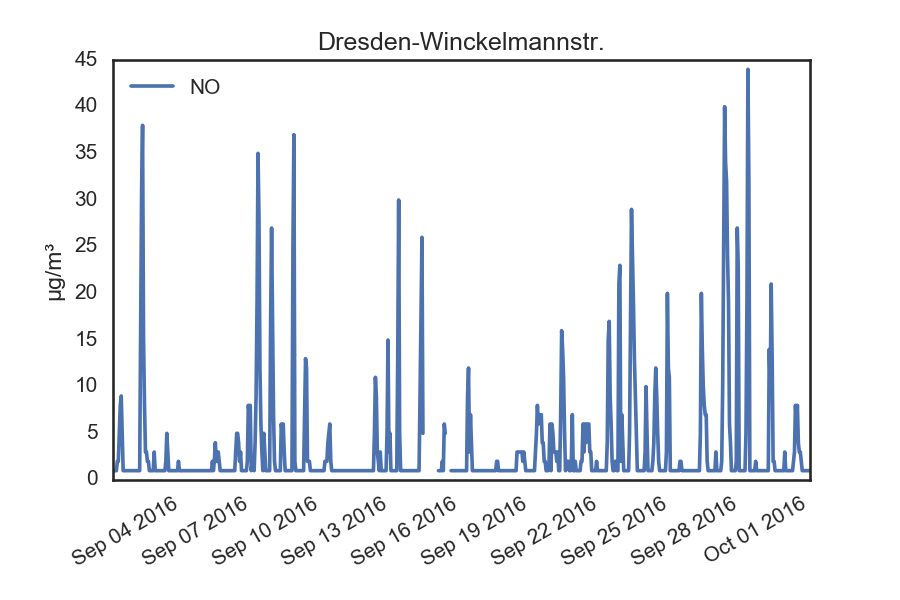 Dresden-Winckelmannstr.
45
40
35
30
25
20
15
10
5
0
µg/m³
NO
Sep 04 2016
Sep 07 2016
Sep 10 2016
Sep 13 2016
Sep 16 2016
Sep 19 2016
Sep 22 2016
Sep 25 2016
Sep 28 2016
Oct 01 2016